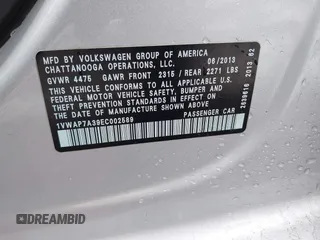 MFD BY VOLKSWAGEN GROUP OF AMERICA
CHATTANOOGA OPERATIONS, LLC. 06/2013
GVWR 4475 GAWR FRONT 2315 / REAR 2271 LBS
THIS VEHICLE CONFORMS TO ALL APPLICABLE U.S.
FEDERAL MOTOR VEHICLE SAFETY, BUMPER AND
THEFT PREVENTION STANDARDS IN EFFECT ON THE
DATE OF MANUFACTURE SHOWN ABOVE.
1VWAP7A39EC002589 PASSENGER CAR
2839616 2013 62
DREAMBID